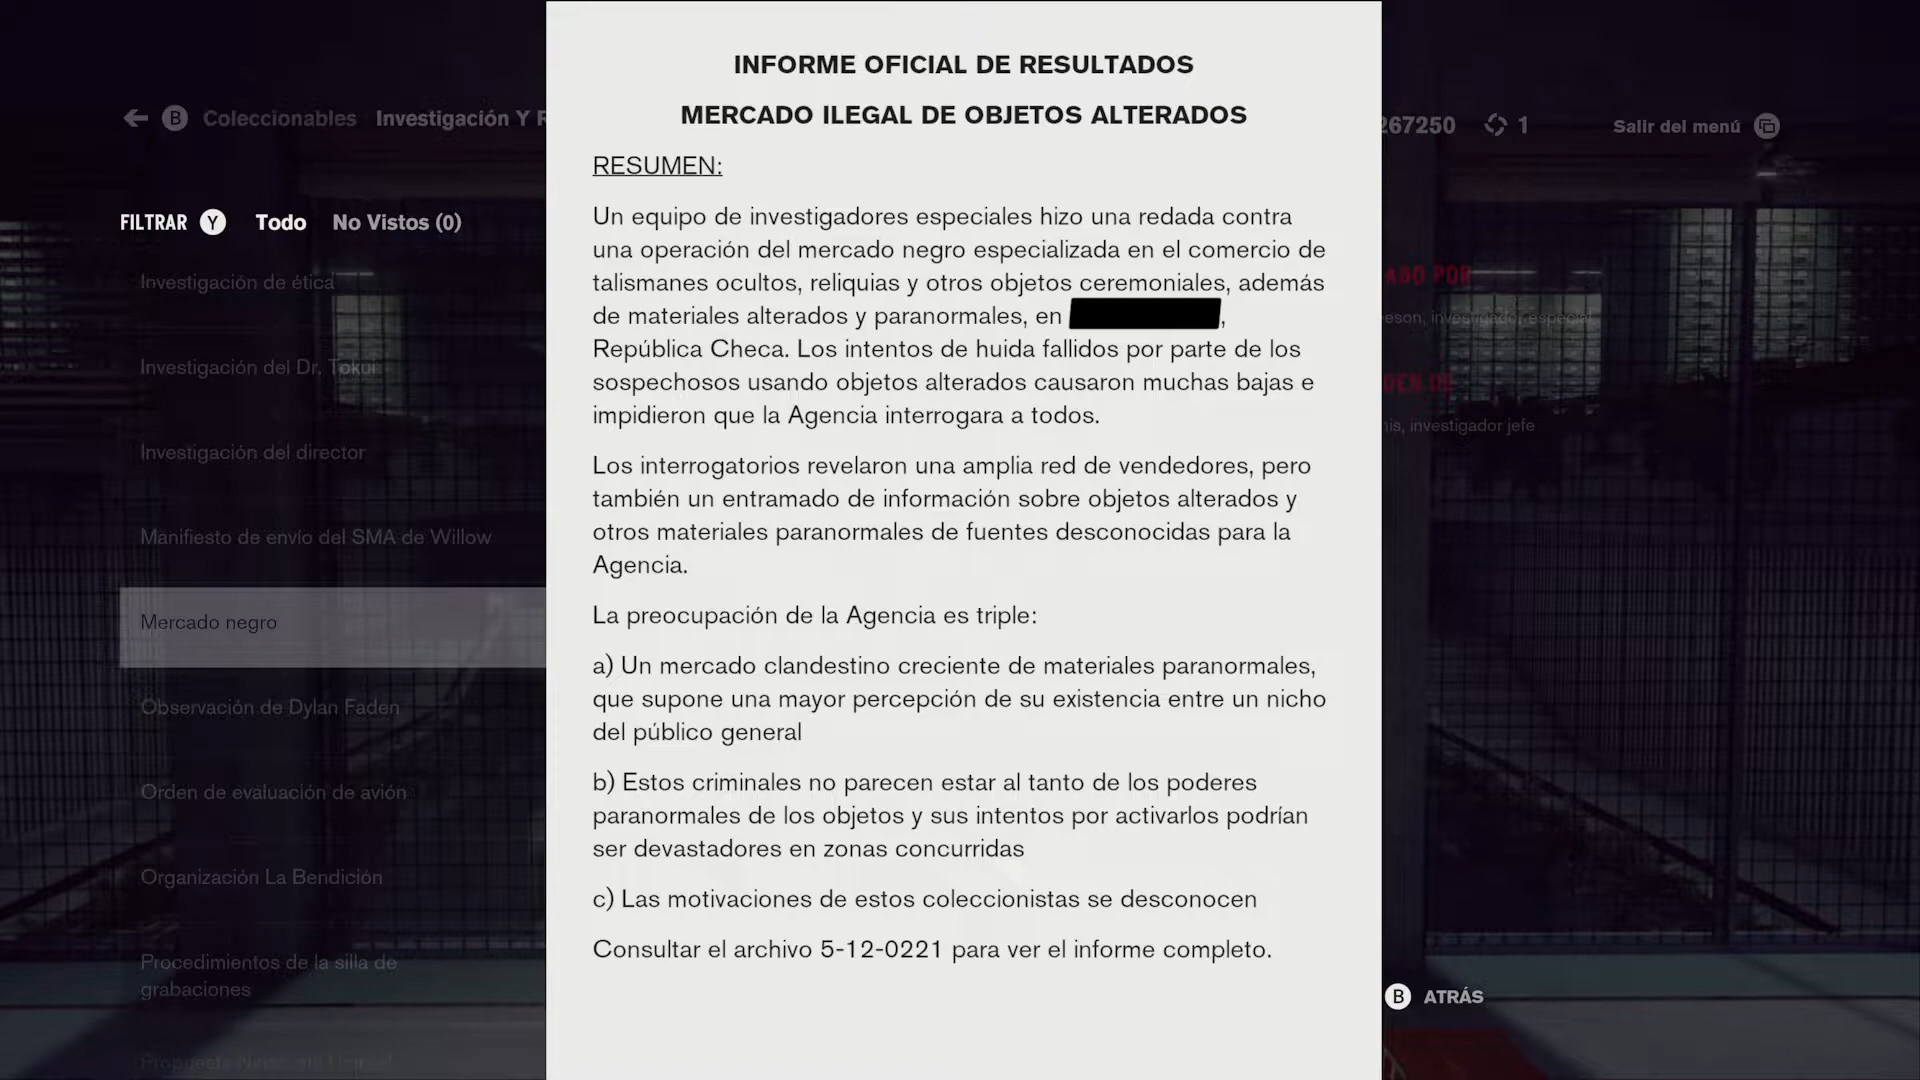 INFORME OFICIAL DE RESULTADOS
MERCADO ILEGAL DE OBJETOS ALTERADOS
B Coleccionables Investigación Y
267250 1 Salir del menú
RESUMEN:
FILTRAR Y Todo No Vistos (0)
Un equipo de investigadores especiales hizo una redada contra
una operación del mercado negro especializada en el comercio de
talismanes ocultos, reliquias y otros objetos ceremoniales, además
de materiales alterados y paranormales, en ,
República Checa. Los intentos de huida fallidos por parte de los
sospechosos usando objetos alterados causaron muchas bajas e
impidieron que la Agencia interrogara a todos.
Los interrogatorios revelaron una amplia red de vendedores, pero
también un entramado de información sobre objetos alterados y
otros materiales paranormales de fuentes desconocidas para la
Agencia.
La preocupación de la Agencia es triple:
a) Un mercado clandestino creciente de materiales paranormales,
que supone una mayor percepción de su existencia entre un nicho
del público general
b) Estos criminales no parecen estar al tanto de los poderes
paranormales de los objetos y sus intentos por activarlos podrían
ser devastadores en zonas concurridas
c) Las motivaciones de estos coleccionistas se desconocen
Consultar el archivo 5-12-0221 para ver el informe completo.
Investigación de ética
Investigación del Dr. Tokui
Investigación del director
Manifiesto de envío del SMA de Willow
Mercado negro
Observación de Dylan Faden
Orden de evaluación de avión
Organización La Bendición
Procedimientos de la silla de
grabaciones
ADO POR
eson, investigador especial
DEN DE
nis, investigador jefe
B ATRÁS